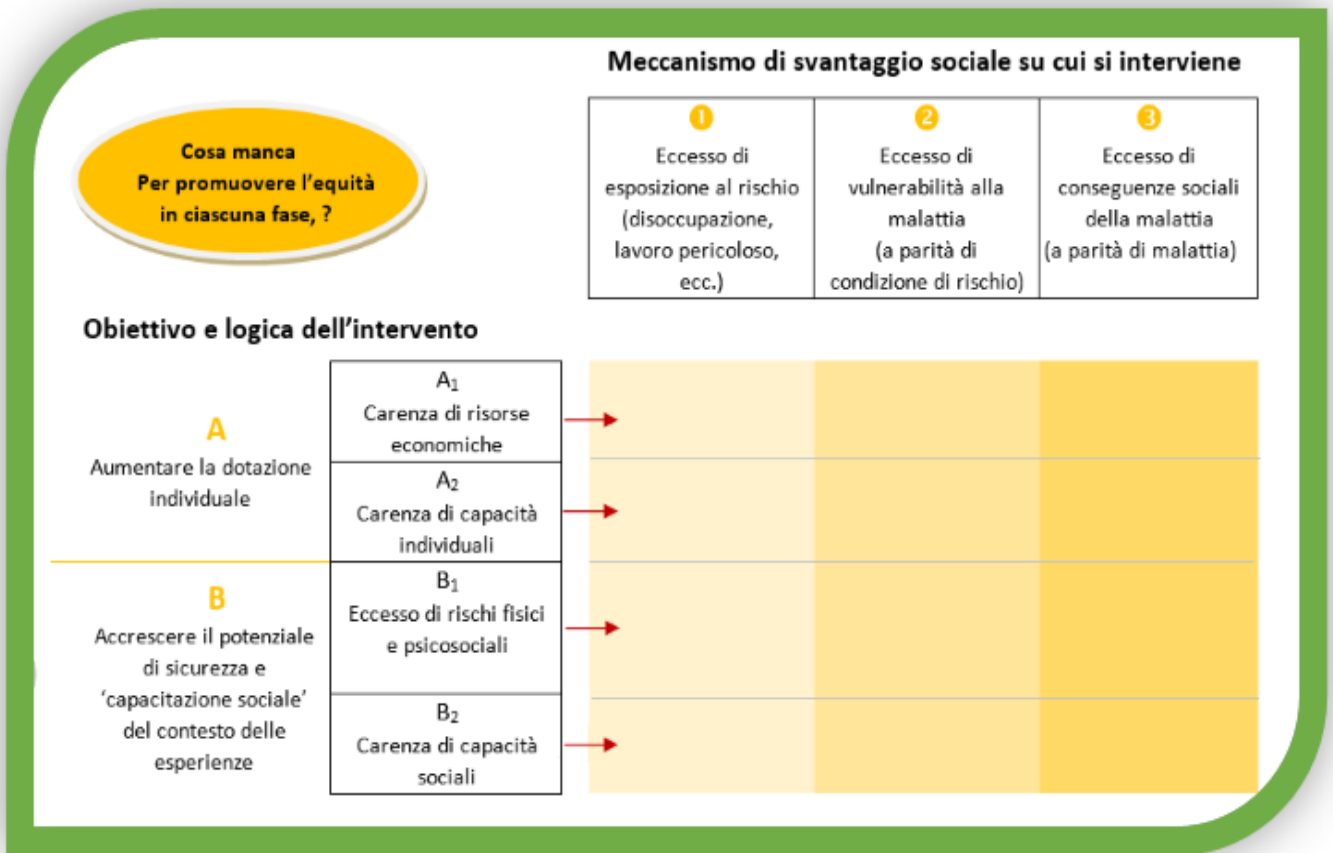 Meccanismo di svantaggio sociale su cui si interviene
Cosa manca
Per promuovere l'equità
in ciascuna fase, ?
1
Eccesso di
esposizione al rischio
(disoccupazione,
lavoro pericoloso,
ecc.)
2
Eccesso di
vulnerabilità alla
malattia
(a parità di
condizione di rischio)
3
Eccesso di
conseguenze sociali
della malattia
(a parità di malattia)
Obiettivo e logica dell'intervento
A
Aumentare la dotazione
individuale
A₁
Carenza di risorse
economiche
A₂
Carenza di capacità
individuali
B
Accrescere il potenziale
di sicurezza e
‘capacitazione sociale’
del contesto delle
esperienze
B₁
Eccesso di rischi fisici
e psicosociali
B₂
Carenza di capacità
sociali